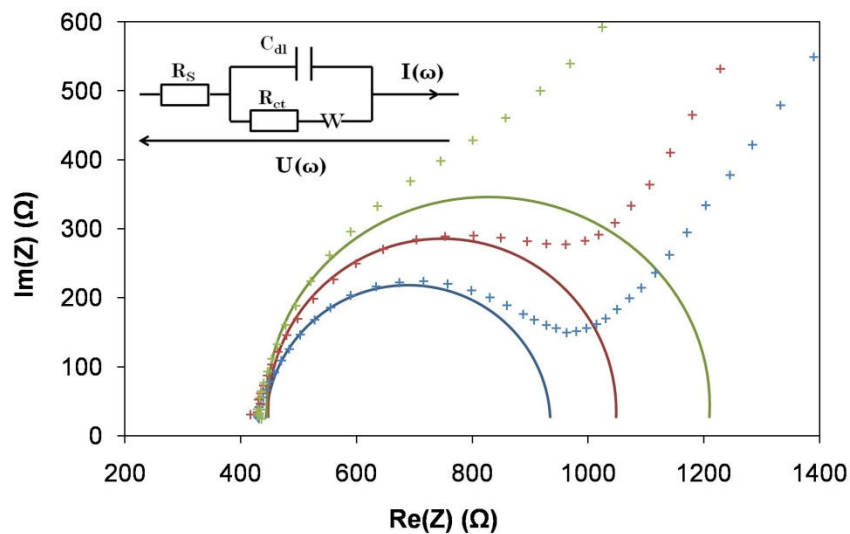 600
500
400
300
200
100
0
Im(Z) (Ω)
C_dl
R_S
I(ω)
R_ct
W
U(ω)
200 400 600 800 1000 1200 1400
Re(Z) (Ω)